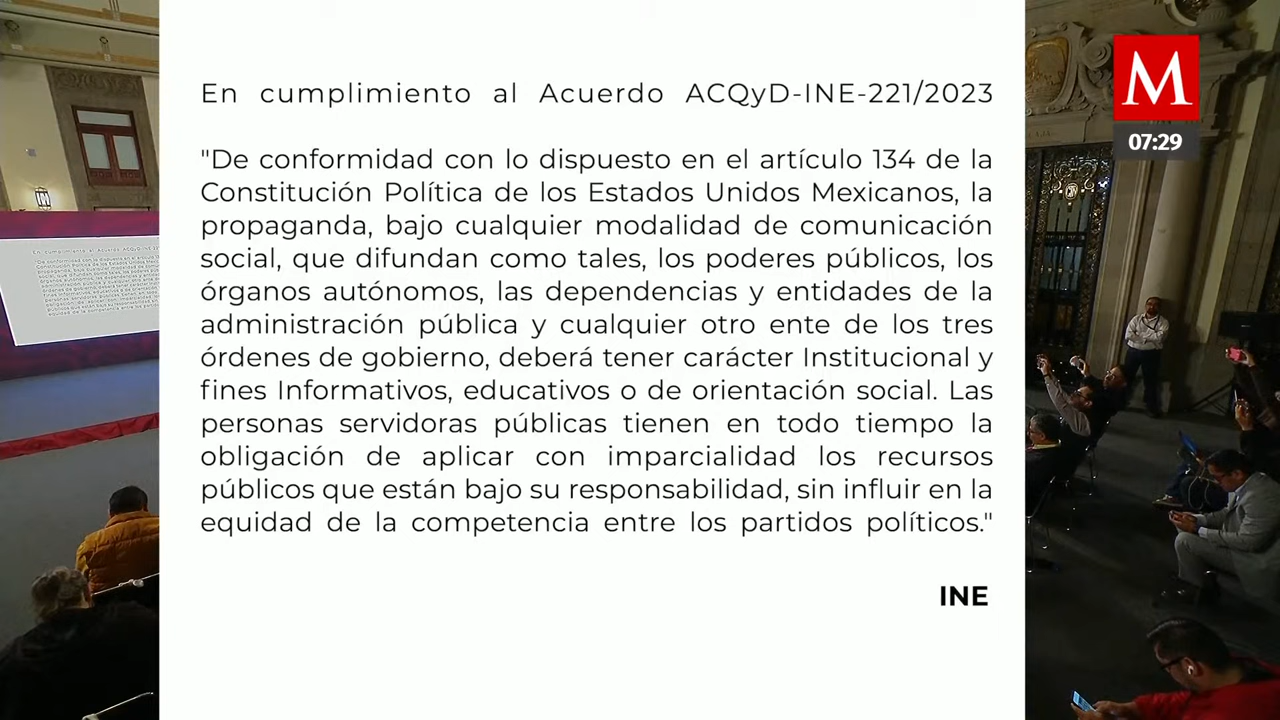 En cumplimiento al Acuerdo ACQyD-INE-221/2023
"De conformidad con lo dispuesto en el artículo 134 de la
Constitución Política de los Estados Unidos Mexicanos, la
propaganda, bajo cualquier modalidad de comunicación
social, que difundan como tales, los poderes públicos, los
órganos autónomos, las dependencias y entidades de la
administración pública y cualquier otro ente de los tres
órdenes de gobierno, deberá tener carácter Institucional y
fines Informativos, educativos o de orientación social. Las
personas servidoras públicas tienen en todo tiempo la
obligación de aplicar con imparcialidad los recursos
públicos que están bajo su responsabilidad, sin influir en la
equidad de la competencia entre los partidos políticos."
INE
M
07:29